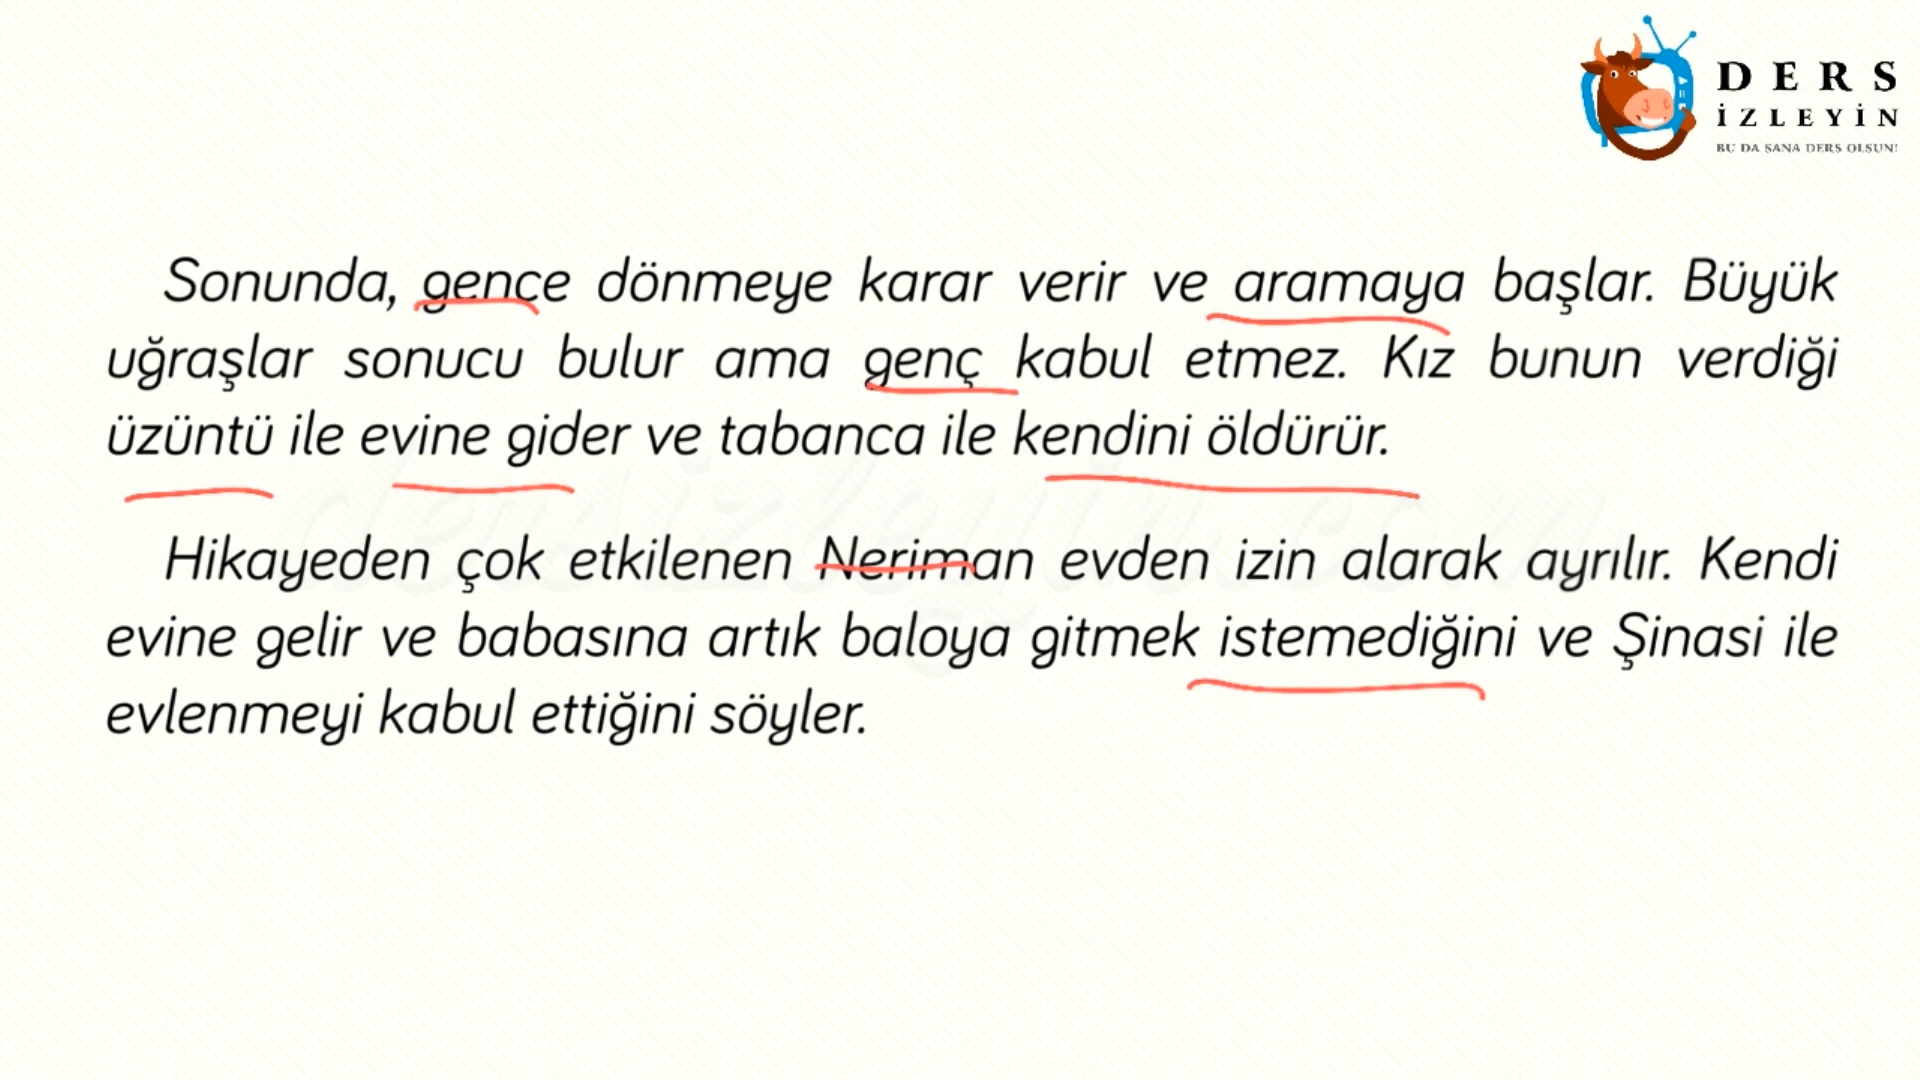 DERS
İZLEYİN
BU DA SANA DERS OLSUN!
Sonunda, gence dönmeye karar verir ve aramaya başlar. Büyük
uğraşlar sonucu bulur ama genç kabul etmez. Kız bunun verdiği
üzüntü ile evine gider ve tabanca ile kendini öldürür.
Hikayeden çok etkilenen Neriman evden izin alarak ayrılır. Kendi
evine gelir ve babasına artık baloya gitmek istemediğini ve Şinasi ile
evlenmeyi kabul ettiğini söyler.
dersizleyin.com